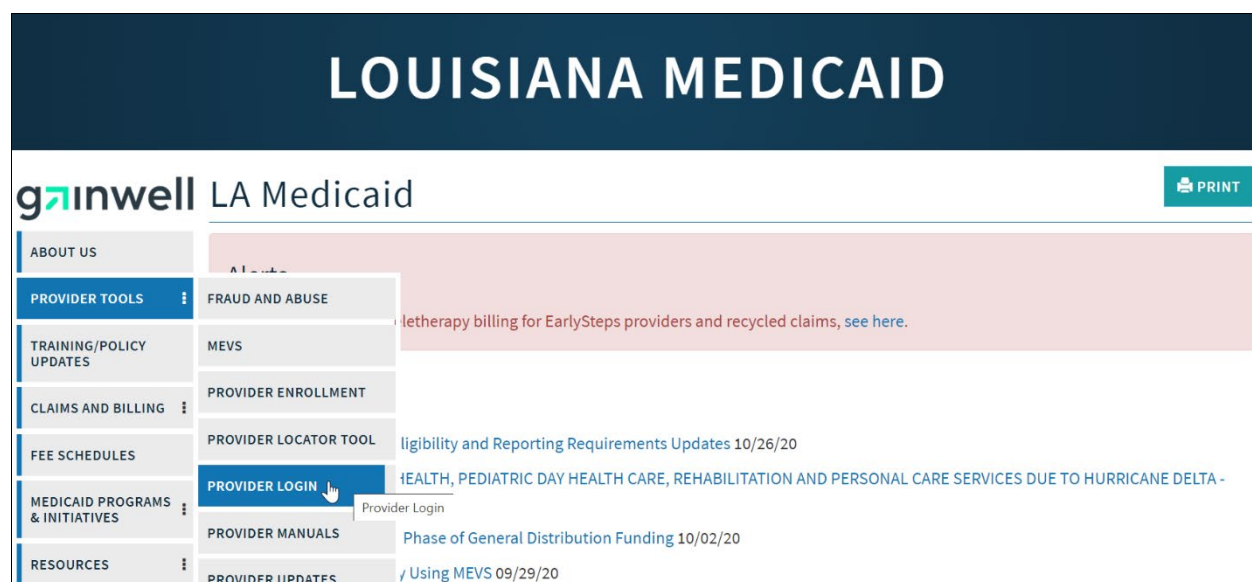 LOUISIANA MEDICAID
gainwell
LA Medicaid
PRINT
ABOUT US
PROVIDER TOOLS
TRAINING/POLICY
UPDATES
CLAIMS AND BILLING
FEE SCHEDULES
MEDICAID PROGRAMS
& INITIATIVES
RESOURCES
FRAUD AND ABUSE
MEVS
PROVIDER ENROLLMENT
PROVIDER LOCATOR TOOL
PROVIDER LOGIN
Provider Login
PROVIDER MANUALS
PROVIDER UPDATES
Alerts
billing for EarlySteps providers and recycled claims, see here.
and Reporting Requirements Updates 10/26/20
HEALTH, PEDIATRIC DAY HEALTH CARE, REHABILITATION AND PERSONAL CARE SERVICES DUE TO HURRICANE DELTA -
Phase of General Distribution Funding 10/02/20
Using MEVS 09/29/20